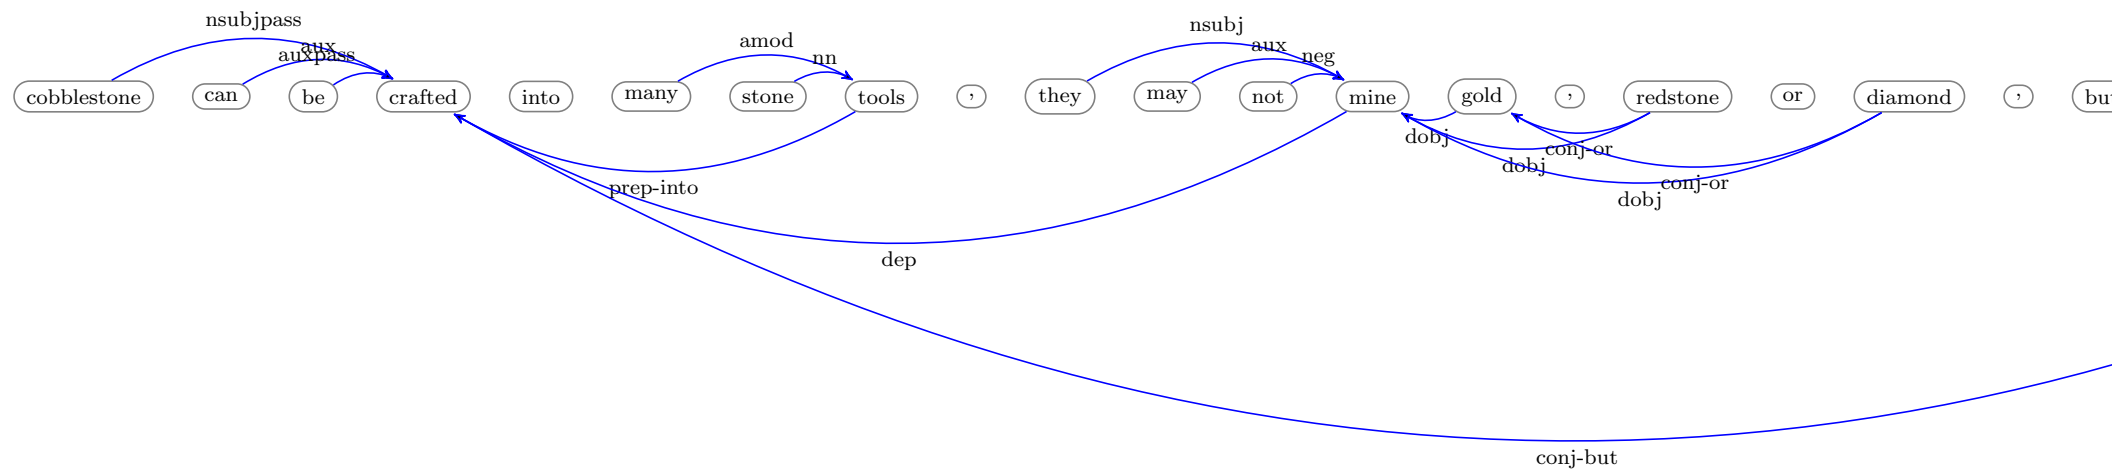 nsubjpass
nsubj
aux
auxpass
amod
nn
aux
neg
cobblestone can be crafted into many stone tools , they may not mine gold , redstone or diamond , but
dobj
conj-or
dobj
prep-into
conj-or
dobj
dep
conj-but